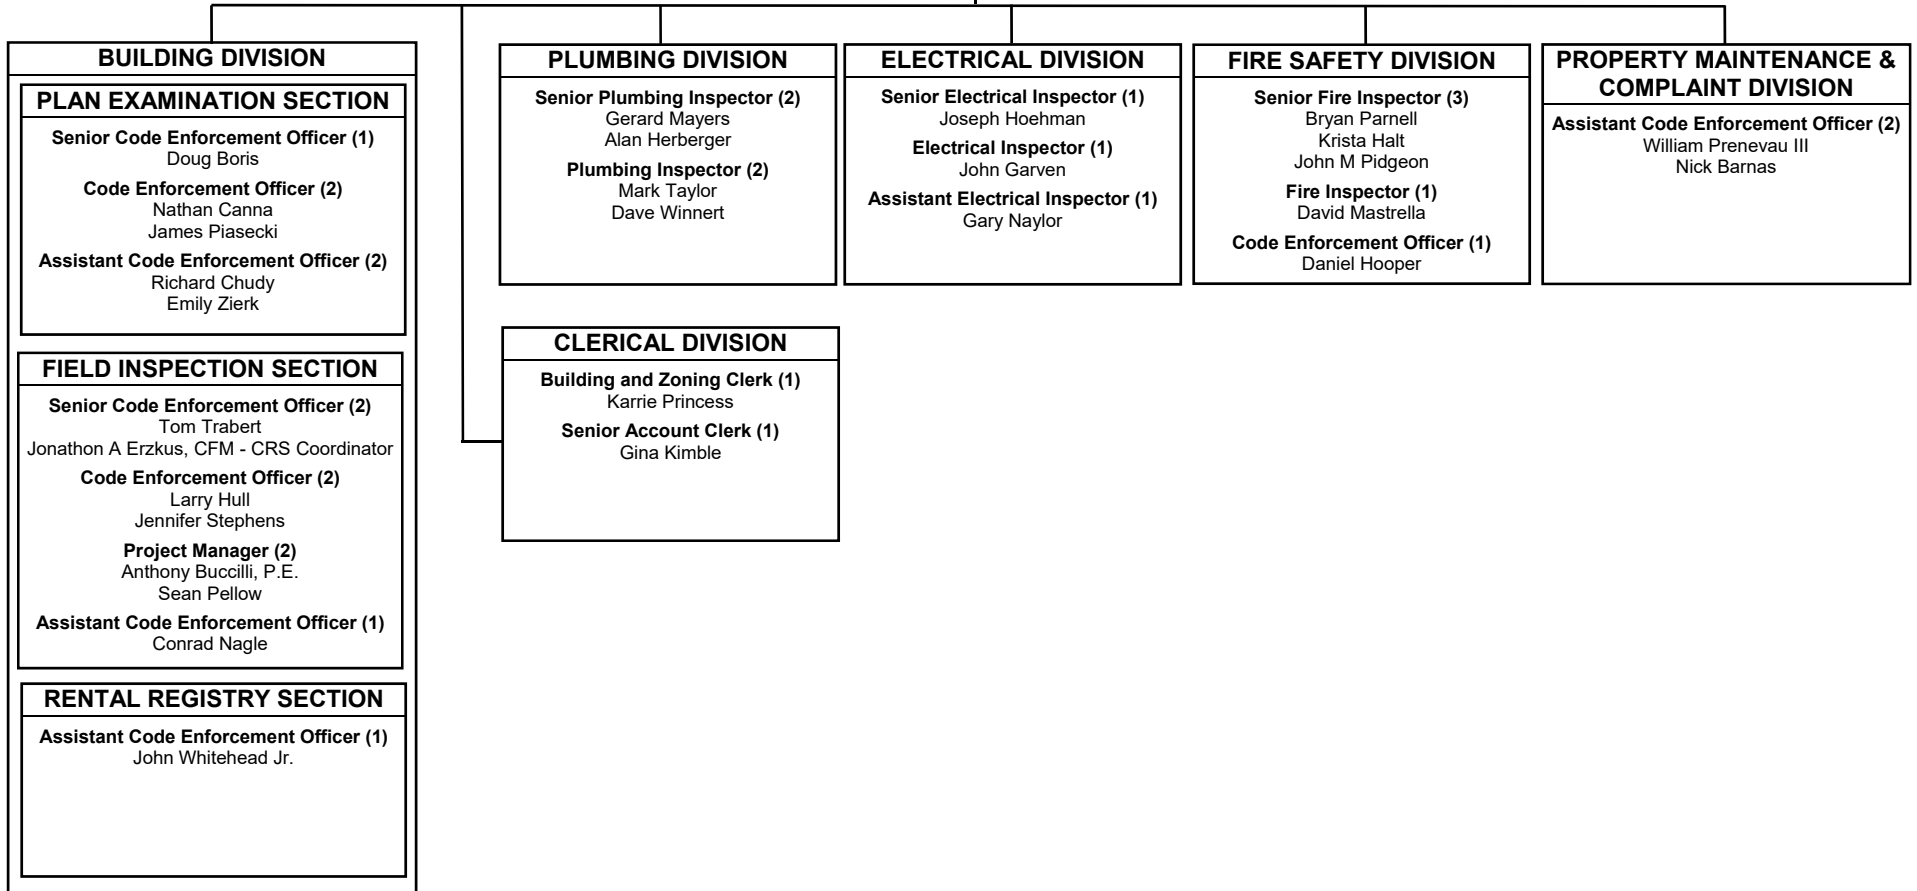 BUILDING DIVISION
PLAN EXAMINATION SECTION
Senior Code Enforcement Officer (1)
Doug Boris
Code Enforcement Officer (2)
Nathan Canna
James Piasecki
Assistant Code Enforcement Officer (2)
Richard Chudy
Emily Zierk
FIELD INSPECTION SECTION
Senior Code Enforcement Officer (2)
Tom Trabert
Jonathon A Erzkus, CFM - CRS Coordinator
Code Enforcement Officer (2)
Larry Hull
Jennifer Stephens
Project Manager (2)
Anthony Buccilli, P.E.
Sean Pellow
Assistant Code Enforcement Officer (1)
Conrad Nagle
RENTAL REGISTRY SECTION
Assistant Code Enforcement Officer (1)
John Whitehead Jr.
PLUMBING DIVISION
Senior Plumbing Inspector (2)
Gerard Mayers
Alan Herberger
Plumbing Inspector (2)
Mark Taylor
Dave Winnert
CLERICAL DIVISION
Building and Zoning Clerk (1)
Karrie Princess
Senior Account Clerk (1)
Gina Kimble
ELECTRICAL DIVISION
Senior Electrical Inspector (1)
Joseph Hoehman
Electrical Inspector (1)
John Garven
Assistant Electrical Inspector (1)
Gary Naylor
FIRE SAFETY DIVISION
Senior Fire Inspector (3)
Bryan Parnell
Krista Halt
John M Pidgeon
Fire Inspector (1)
David Mastrella
Code Enforcement Officer (1)
Daniel Hooper
PROPERTY MAINTENANCE &
COMPLAINT DIVISION
Assistant Code Enforcement Officer (2)
William Prenevau III
Nick Barnas